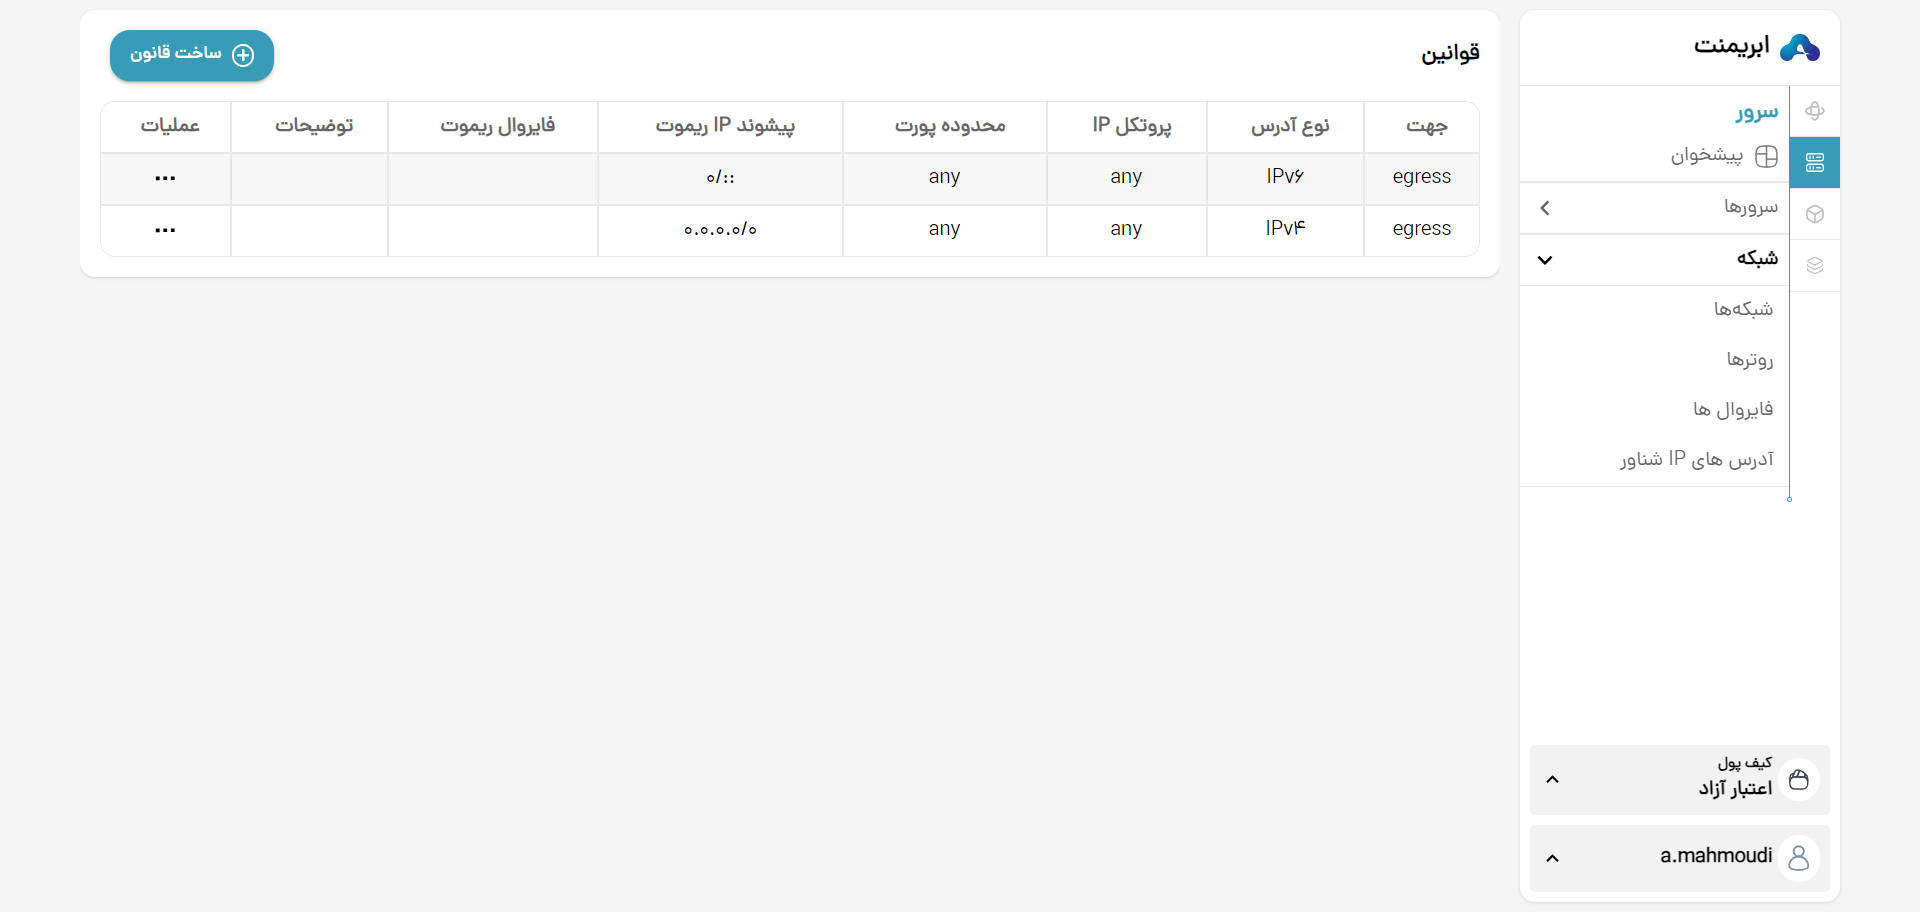 ابریمنت
سرور
پیشخوان
سرورها
شبکه
شبکه‌ها
روترها
فایروال ها
آدرس های IP شناور
کیف پول
اعتبار آزاد
a.mahmoudi
قوانین
ساخت قانون
جهت نوع آدرس پروتکل IP محدوده پورت پیشوند IP ریموت فایروال ریموت توضیحات عملیات
egress IPv۶ any any ::/۰ ...
egress IPv۴ any any ۰.۰.۰.۰/۰ ...